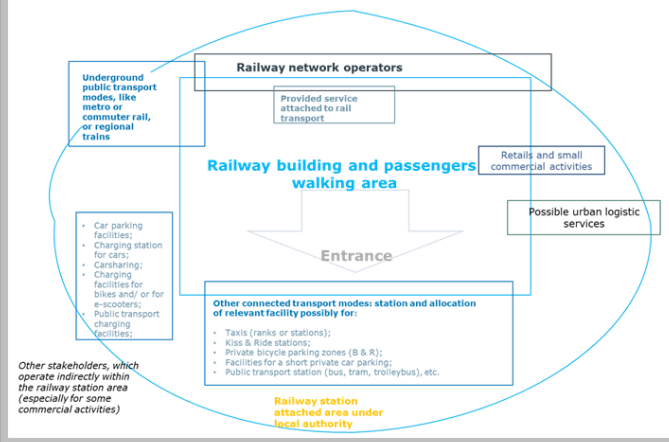 Railway network operators
Underground
public transport
modes, like
metro or
commuter rail,
or regional
trains
Provided service
attached to rail
transport
Railway building and passengers
walking area
Retails and small
commercial activities
Possible urban logistic
services
Entrance
• Car parking
facilities;
• Charging station
for cars;
• Carsharing;
• Charging
facilities for
bikes and/ or for
e-scooters;
• Public transport
charging
facilities;
Other connected transport modes: station and allocation
of relevant facility possibly for:
• Taxis (ranks or stations);
• Kiss & Ride stations;
• Private bicycle parking zones (B & R);
• Facilities for a short private car parking;
• Public transport station (bus, tram, trolleybus), etc.
Other stakeholders, which
operate indirectly within
the railway station area
(especially for some
commercial activities)
Railway station
attached area under
local authority